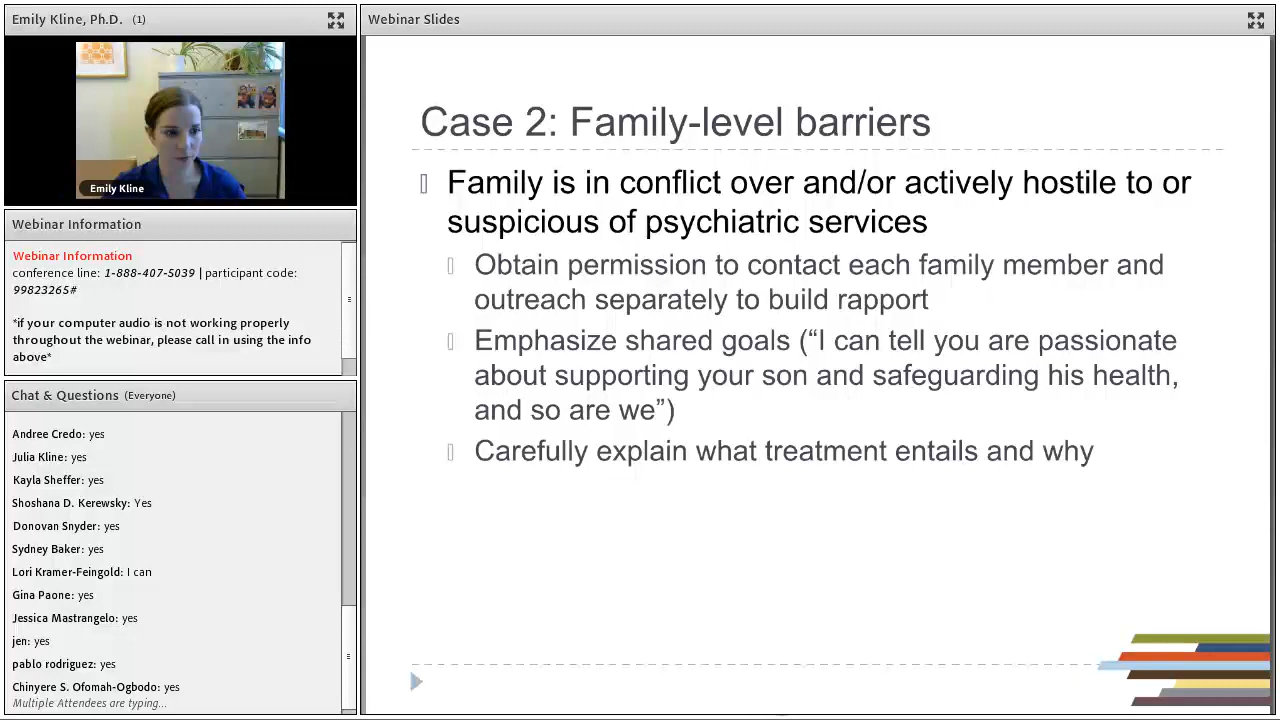 Emily Kline, Ph.D. (1)
Emily Kline
Webinar Information
Webinar Information
conference line: 1-888-407-5039 | participant code:
99823265#
*if your computer audio is not working properly
throughout the webinar, please call in using the info
above*
Chat & Questions (Everyone)
Andree Credo: yes
Julia Kline: yes
Kayla Sheffer: yes
Shoshana D. Kerewsky: Yes
Donovan Snyder: yes
Sydney Baker: yes
Lori Kramer-Feingold: I can
Gina Paone: yes
Jessica Mastrangelo: yes
jen: yes
pablo rodriguez: yes
Chinyere S. Ofomah-Ogbodo: yes
Multiple Attendees are typing...
Webinar Slides
Case 2: Family-level barriers
Family is in conflict over and/or actively hostile to or
suspicious of psychiatric services
Obtain permission to contact each family member and
outreach separately to build rapport
Emphasize shared goals (“I can tell you are passionate
about supporting your son and safeguarding his health,
and so are we”)
Carefully explain what treatment entails and why